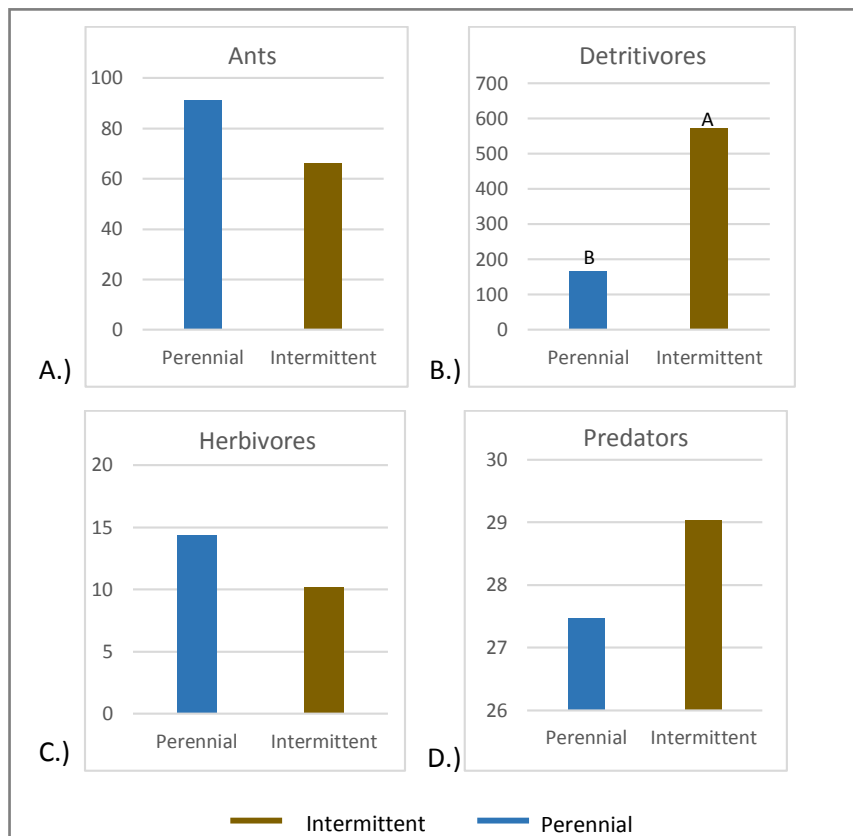 Ants
100
80
60
40
20
0
Perennial Intermittent
A.)
Detritivores
700
600
500
400
300
200
100
0
B
A
Perennial Intermittent
B.)
Herbivores
20
15
10
5
0
Perennial Intermittent
C.)
Predators
30
29
28
27
26
Perennial Intermittent
D.)
Intermittent Perennial